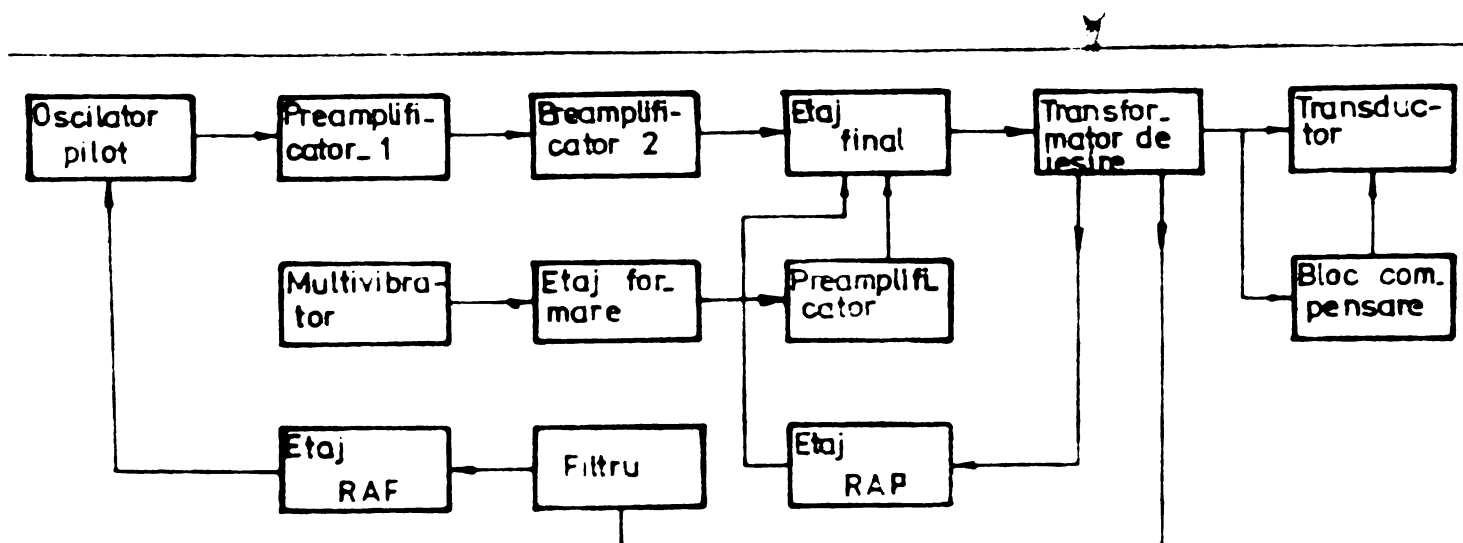 Oscilator
pilot
Preamplifi-
cator_1
Preamplifi-
cator 2
Etaj
final
Transfor_
mator de
iesire
Transduc-
tor
Multivibra-
tor
Etaj for_
mare
Preamplifi_
cator
Bloc com_
pensare
Etaj
RAF
Filtru
Etaj
RAP